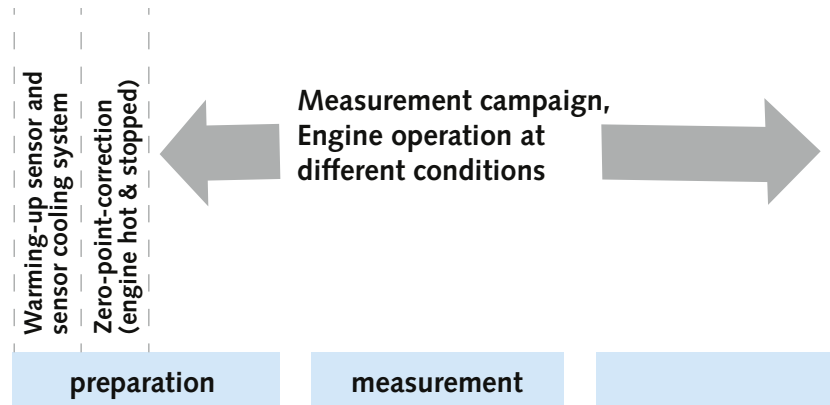 Warming-up sensor and
sensor cooling system
Zero-point-correction
(engine hot & stopped)
Measurement campaign,
Engine operation at
different conditions
preparation
measurement